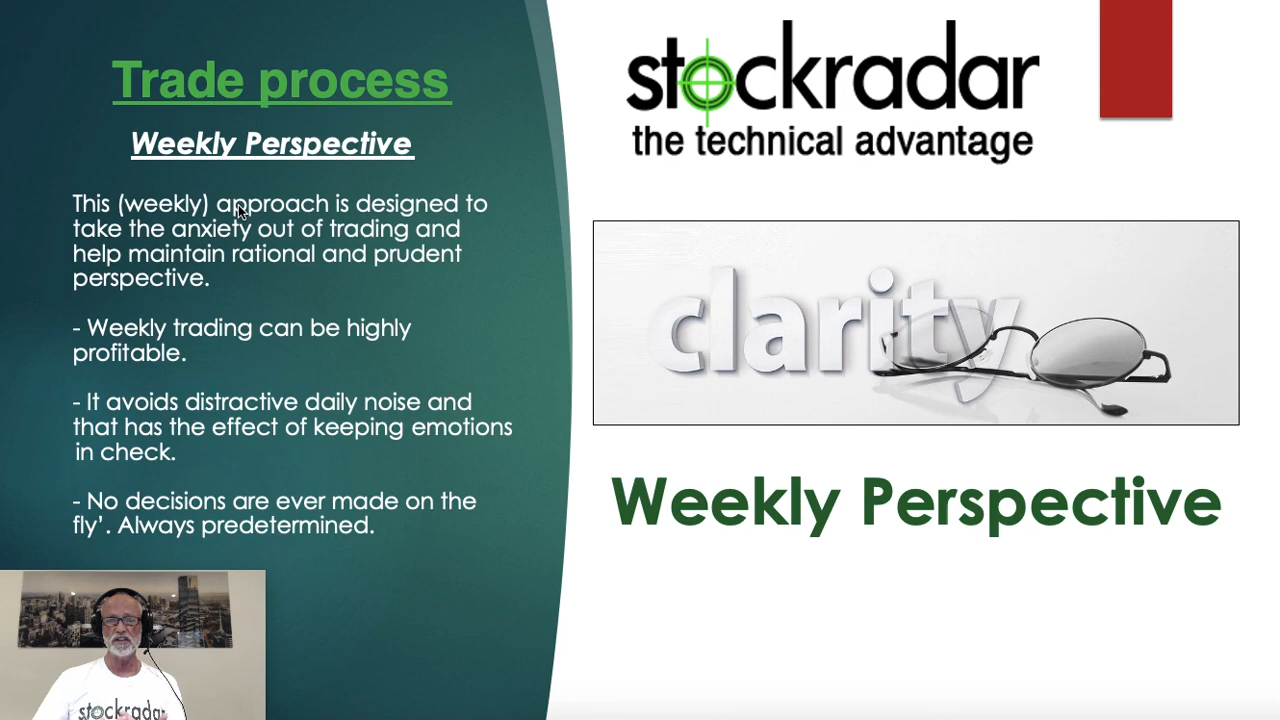 Trade process
Weekly Perspective
This (weekly) approach is designed to
take the anxiety out of trading and
help maintain rational and prudent
perspective.
- Weekly trading can be highly
profitable.
- It avoids distractive daily noise and
that has the effect of keeping emotions
in check.
- No decisions are ever made on the
fly’. Always predetermined.
stockradar
the technical advantage
clarity
Weekly Perspective
stockradar